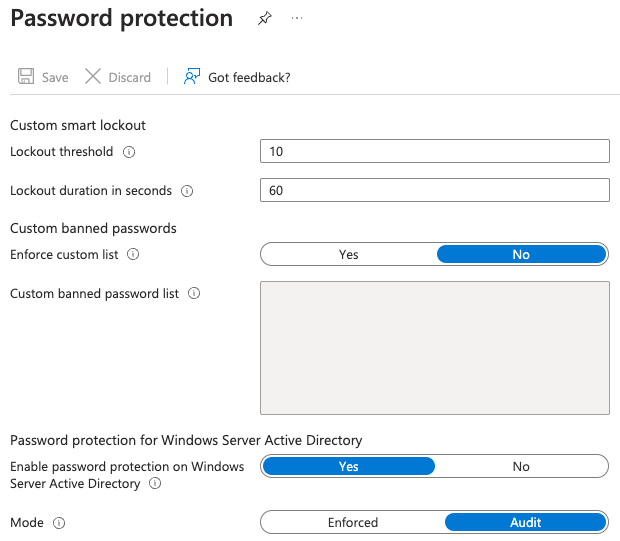 Password protection
Save Discard Got feedback?
Custom smart lockout
Lockout threshold 10
Lockout duration in seconds 60
Custom banned passwords
Enforce custom list Yes No
Custom banned password list
Password protection for Windows Server Active Directory
Enable password protection on Windows Yes No
Server Active Directory
Mode Enforced Audit